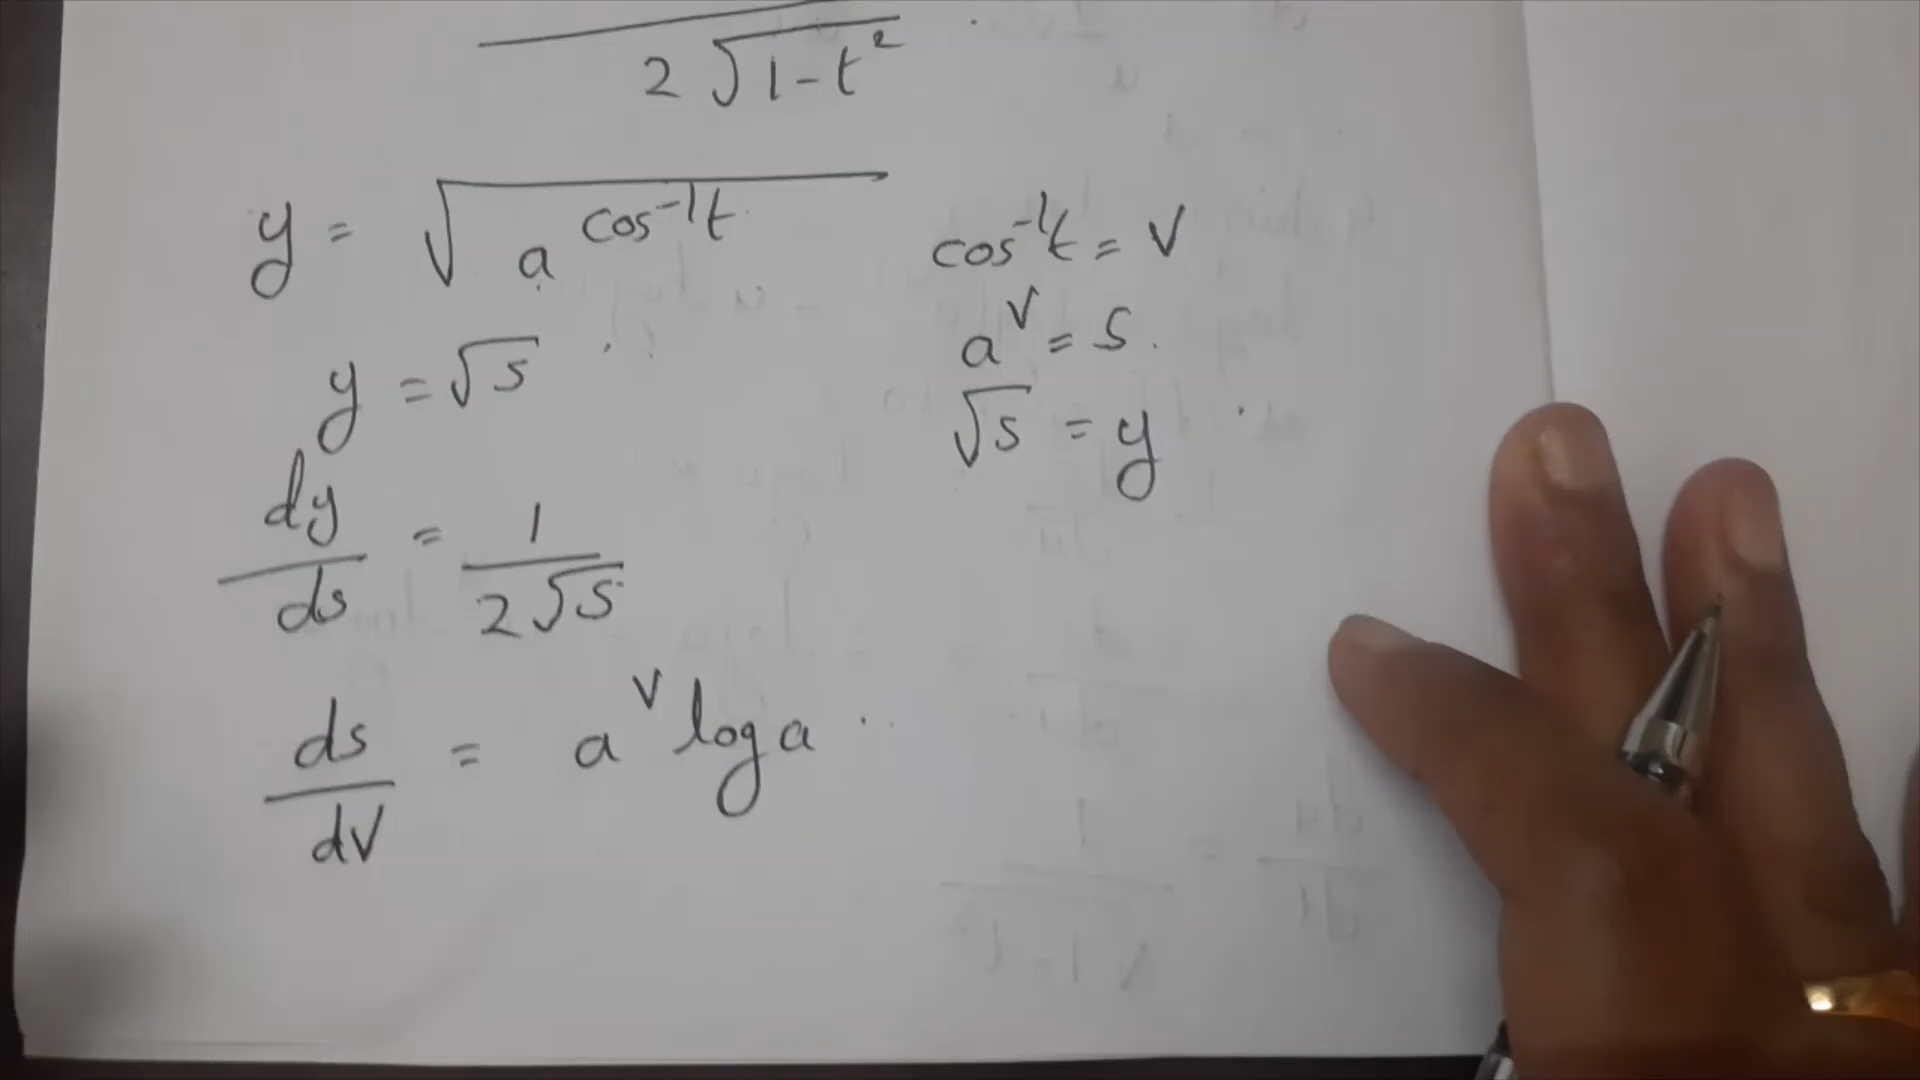 2√(1-t²)
y = √(a^(cos⁻¹t))
cos⁻¹t = V
a^V = S.
y = √s
√s = y
dy/ds = 1/(2√s)
ds/dV = a^V log a